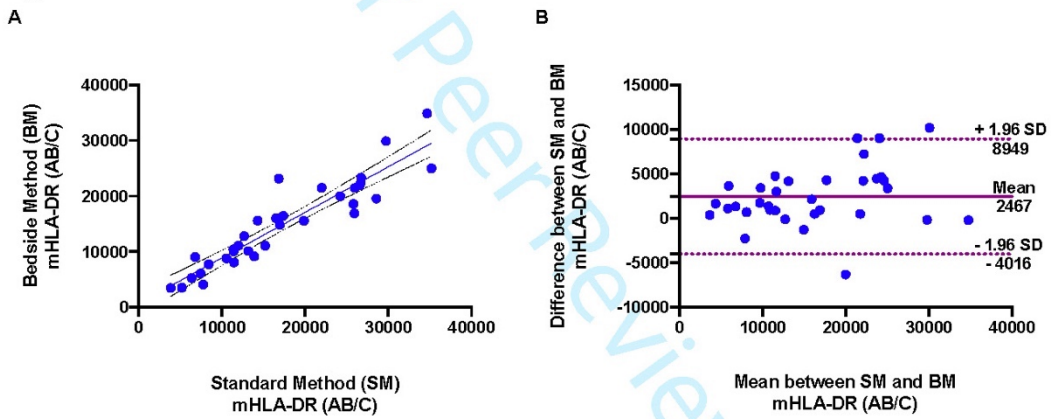 A
40000
30000
20000
10000
0
Bedside Method (BM)
mHLA-DR (AB/C)
0 10000 20000 30000 40000
Standard Method (SM)
mHLA-DR (AB/C)
B
15000
10000
5000
0
-5000
-10000
Difference between SM and BM
mHLA-DR (AB/C)
+ 1.96 SD
8949
Mean
2467
- 1.96 SD
- 4016
0 10000 20000 30000 40000
Mean between SM and BM
mHLA-DR (AB/C)
Peer Review